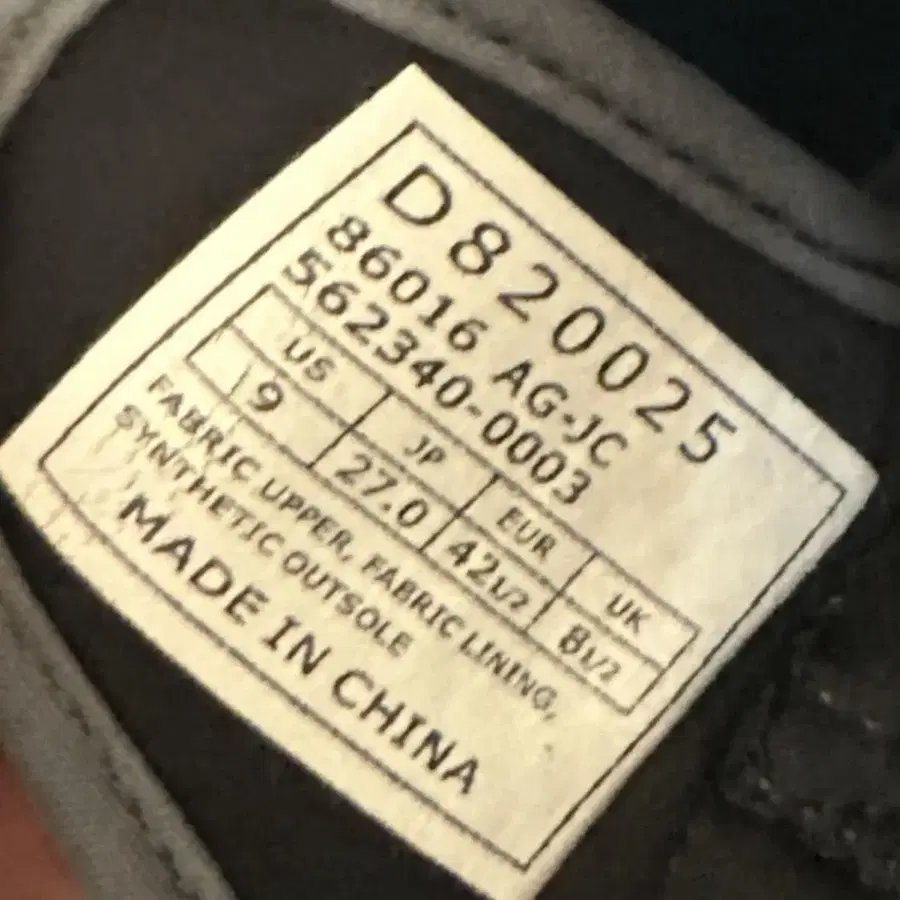 D820025
86016 AG-JC
562340-0003
US JP EUR UK
9 27.0 42 1/2 8 1/2
FABRIC UPPER, FABRIC LINING,
SYNTHETIC OUTSOLE
MADE IN CHINA